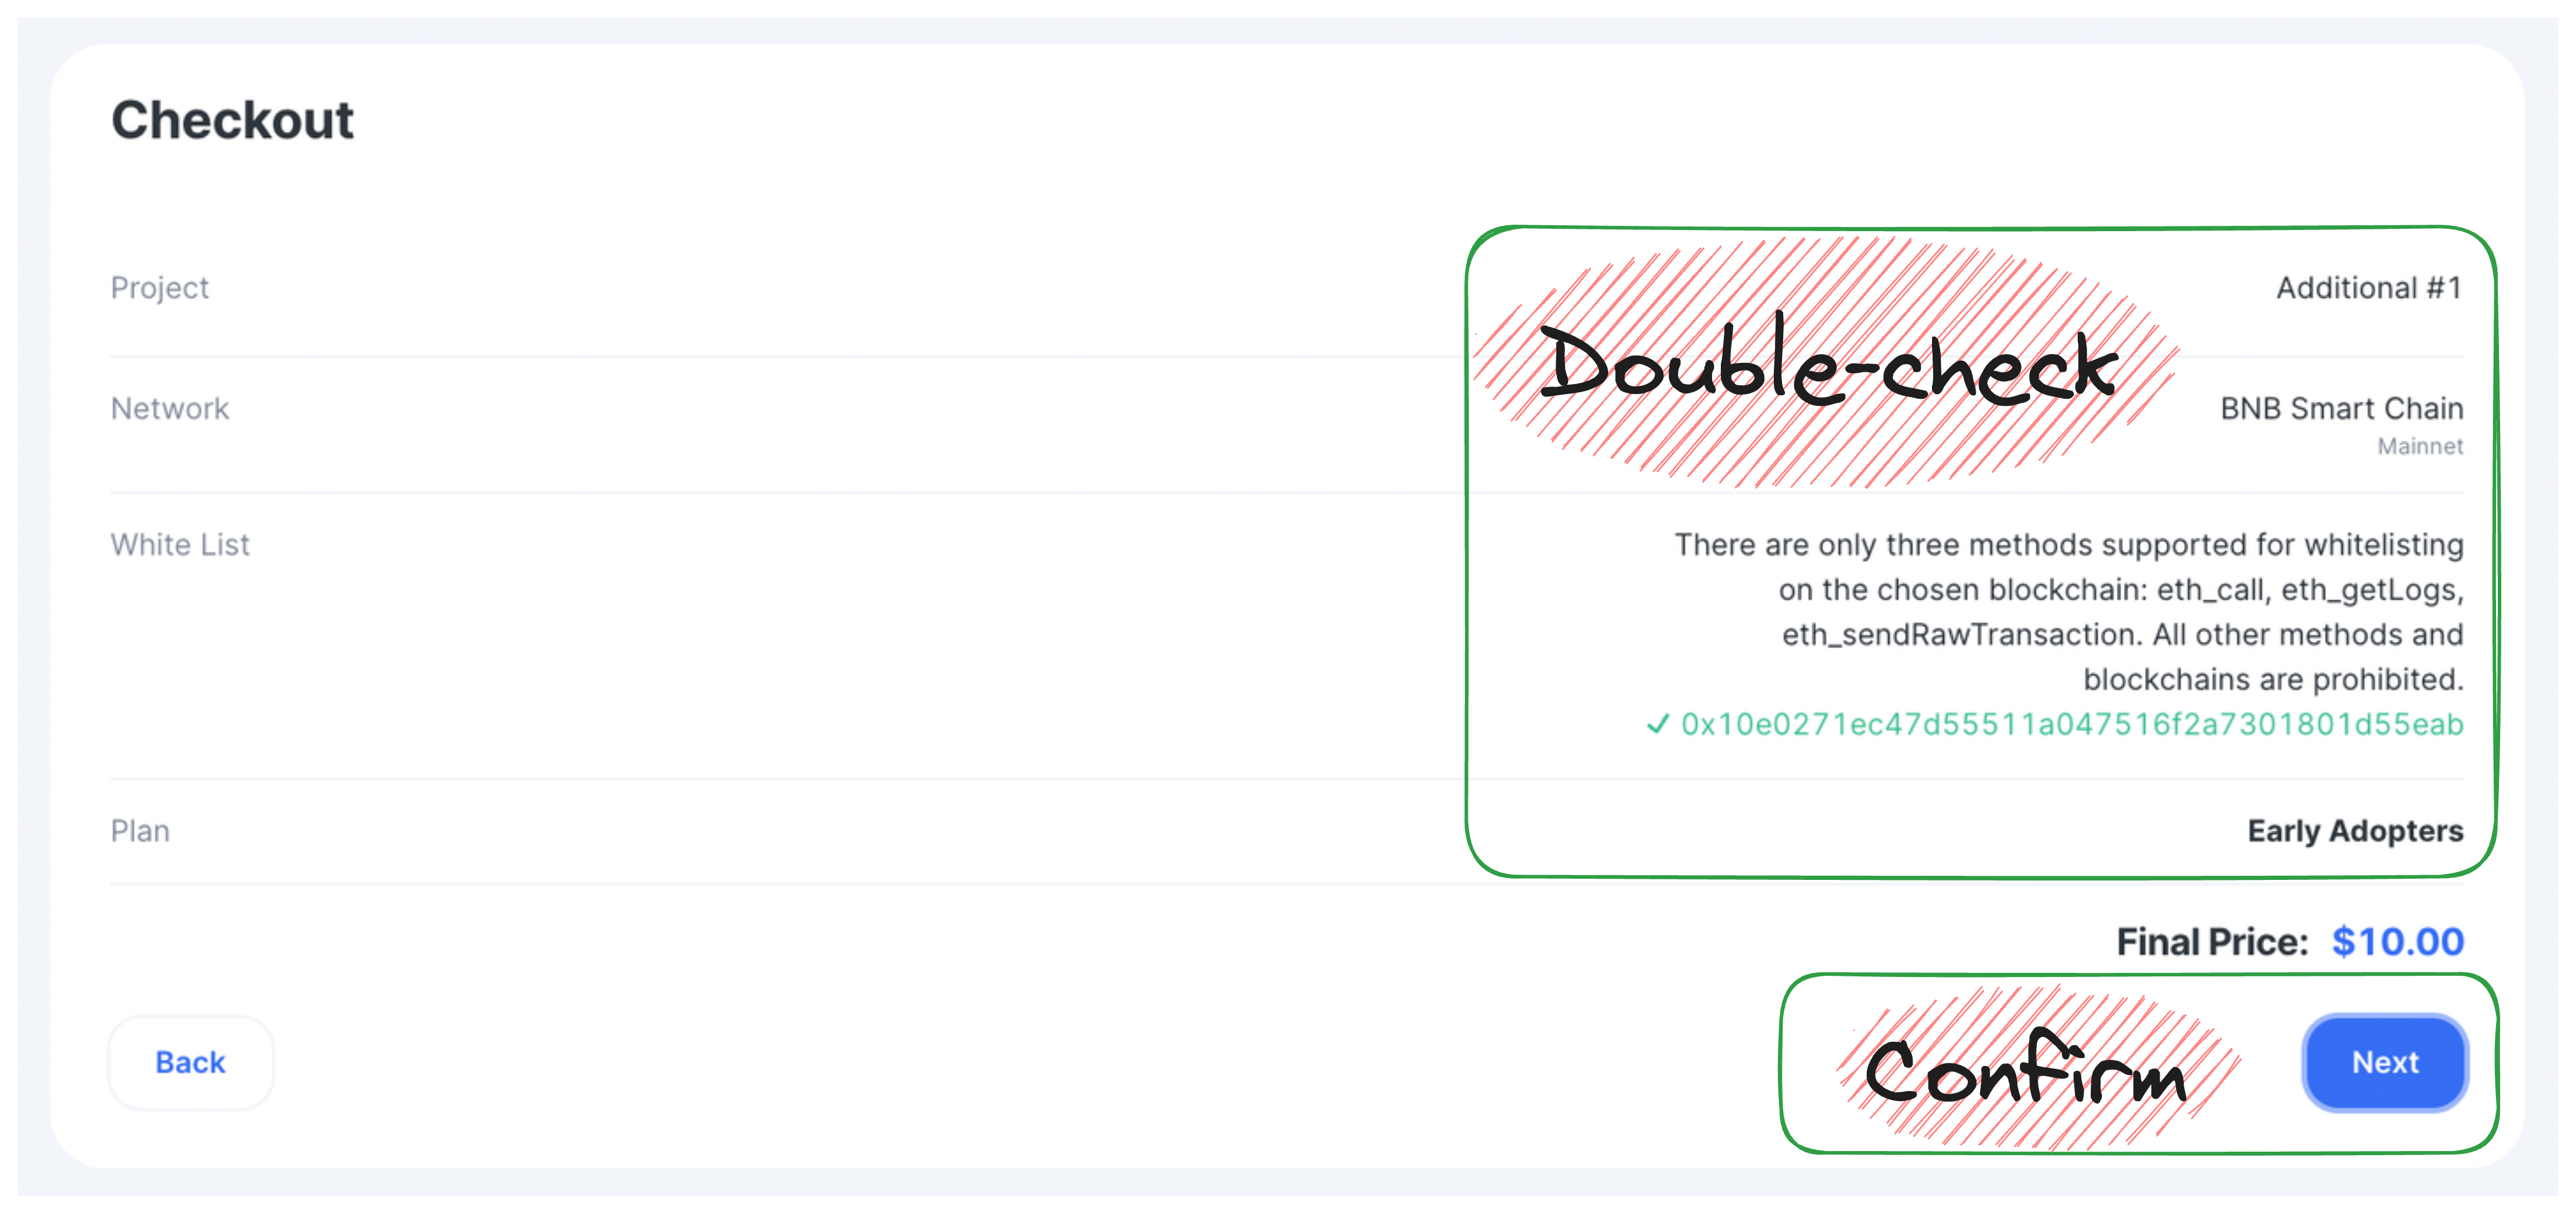 Checkout
Project
Additional #1
Double-check
Network
BNB Smart Chain
Mainnet
White List
There are only three methods supported for whitelisting
on the chosen blockchain: eth_call, eth_getLogs,
eth_sendRawTransaction. All other methods and
blockchains are prohibited.
✓ 0x10e0271ec47d55511a047516f2a7301801d55eab
Plan
Early Adopters
Final Price: $10.00
Back
Confirm
Next